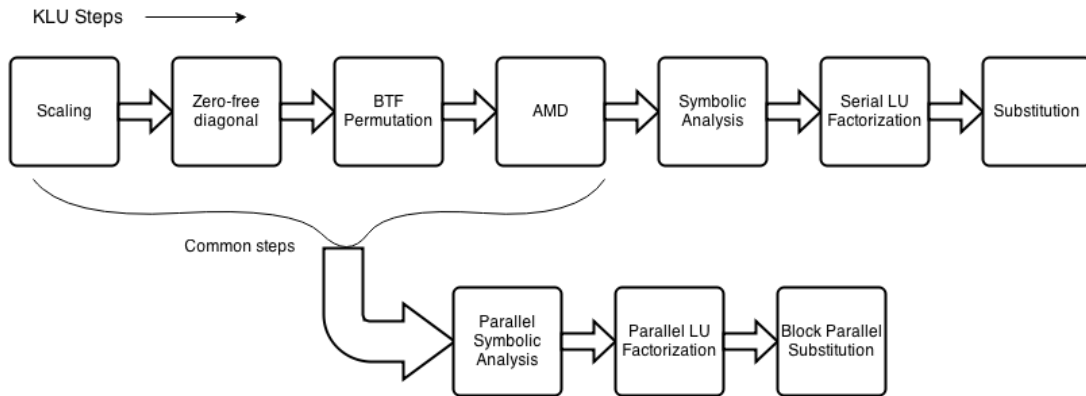 KLU Steps
Scaling
Zero-free
diagonal
BTF
Permutation
AMD
Symbolic
Analysis
Serial LU
Factorization
Substitution
Common steps
Parallel
Symbolic
Analysis
Parallel LU
Factorization
Block Parallel
Substitution